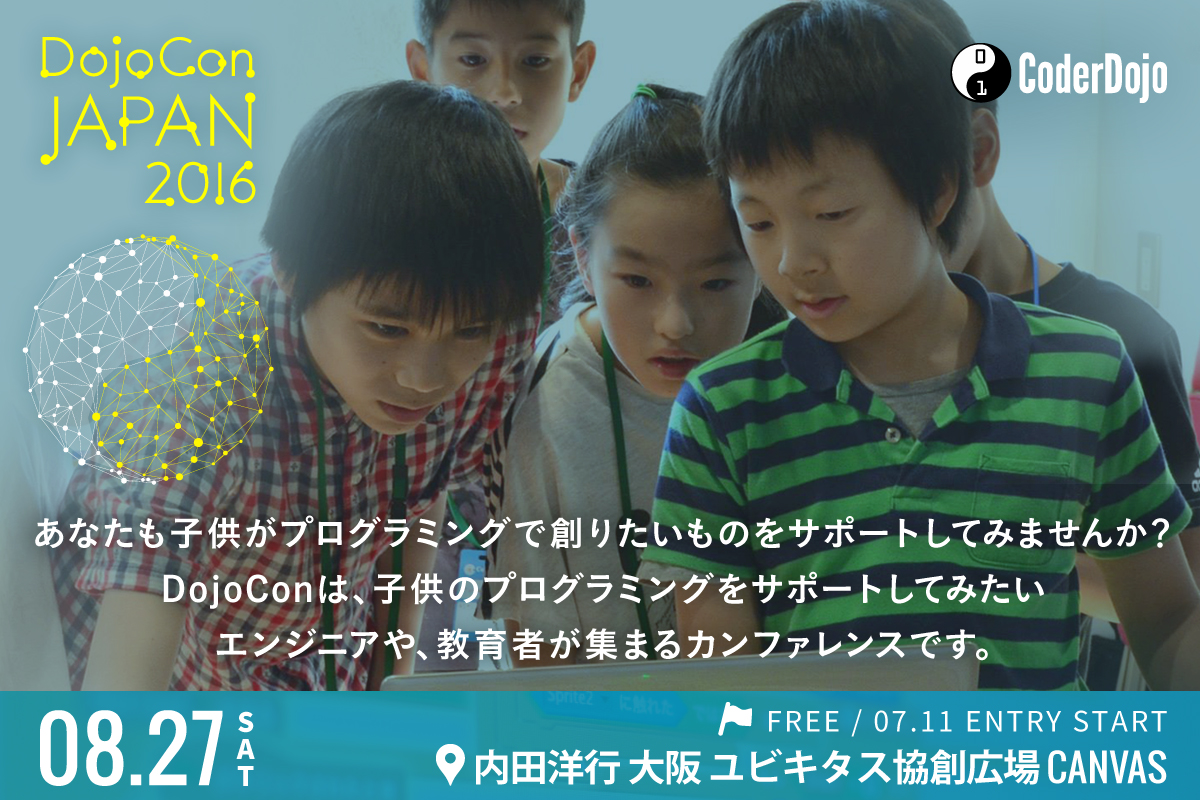 DojoCon
JAPAN
2016
CoderDojo
あなたも子供がプログラミングで創りたいものをサポートしてみませんか?
DojoConは、子供のプログラミングをサポートしてみたい
エンジニアや、教育者が集まるカンファレンスです。
Sprite2 に触れた
08.27 SAT
FREE / 07.11 ENTRY START
内田洋行 大阪 ユビキタス協創広場 CANVAS